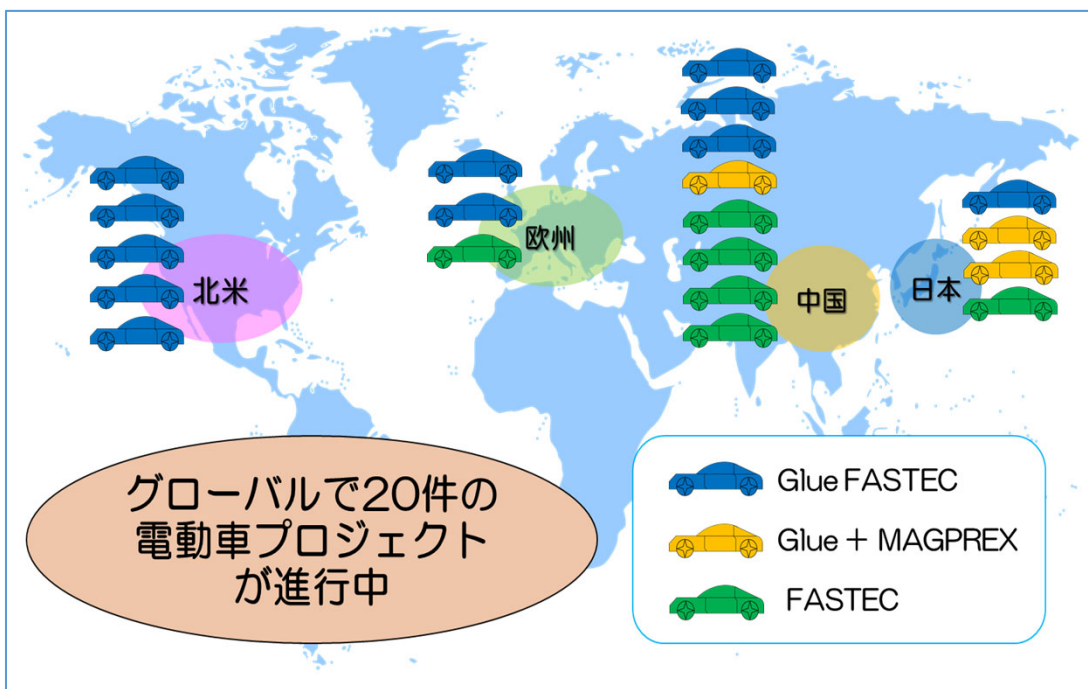 北米
欧州
中国
日本
グローバルで20件の
電動車プロジェクト
が進行中
Glue FASTEC
Glue + MAGPREX
FASTEC